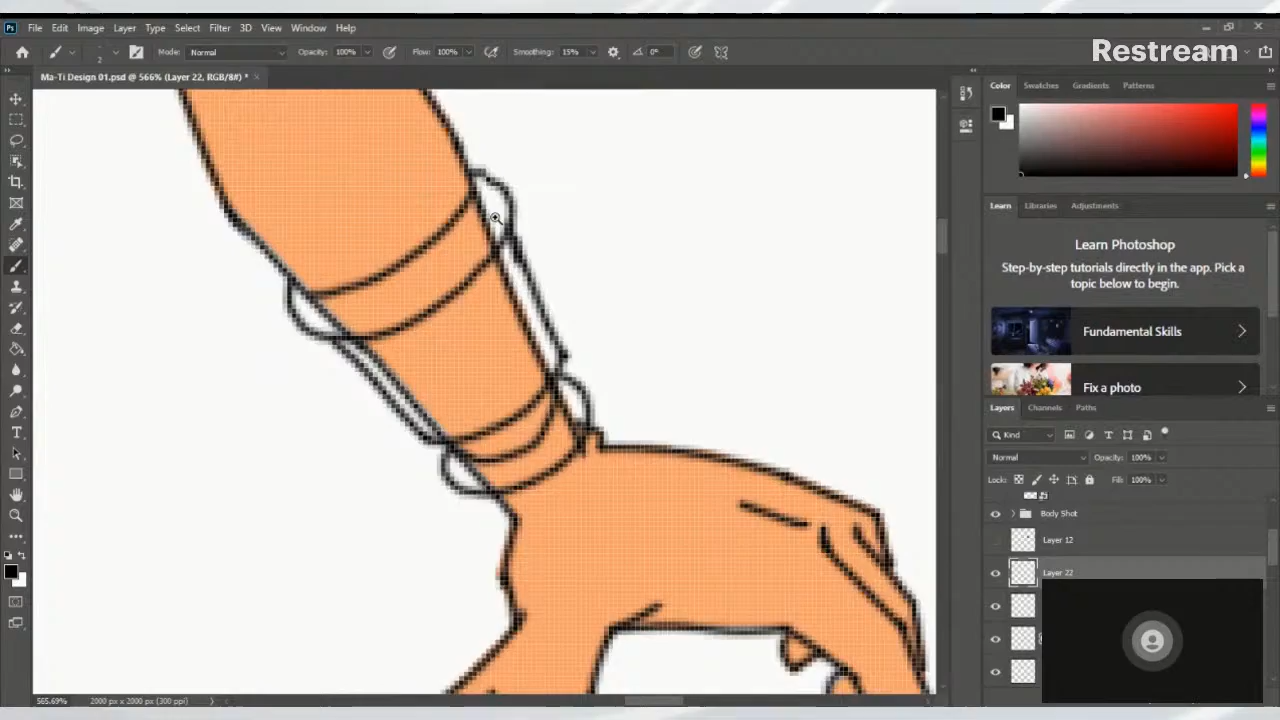 File Edit Image Layer Type Select Filter 3D View Window Help
2 Mode: Normal Opacity: 100% Flow: 100% Smoothing: 15% 0°
Restream
Ma-Ti Design 01.psd @ 566% (Layer 22, RGB/8#) *
Color Swatches Gradients Patterns
Learn Libraries Adjustments
Learn Photoshop
Step-by-step tutorials directly in the app. Pick a
topic below to begin.
Fundamental Skills
Fix a photo
Layers Channels Paths
Kind
Normal Opacity: 100%
Lock: Fill: 100%
Body Shot
Layer 12
Layer 22
565.69% 2000 px x 2000 px (300 ppi)